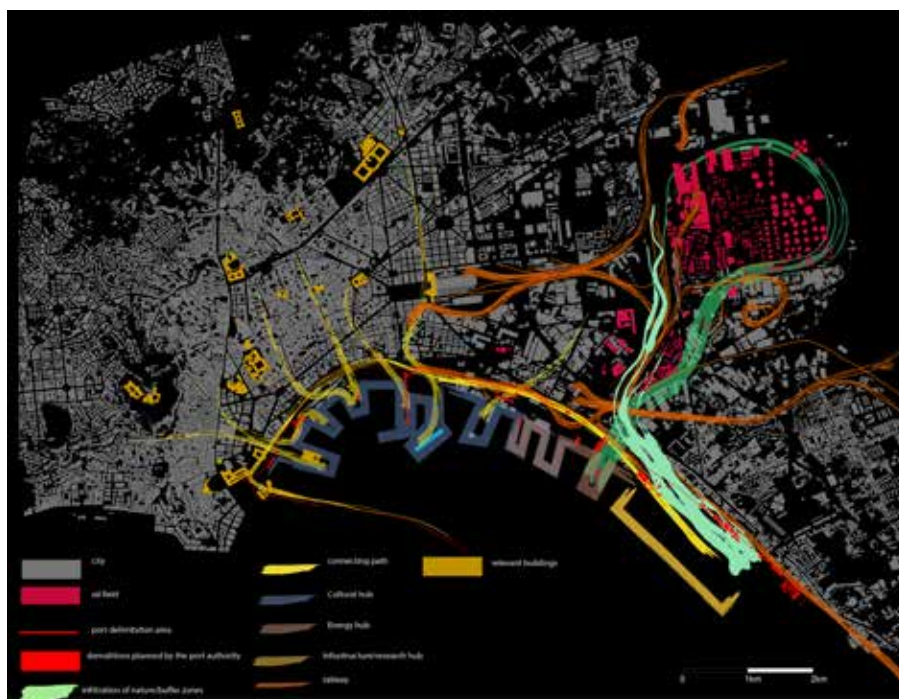 city
oil field
port delimitation area
demolitions planned by the port authority
infiltration of nature/buffer zones
connecting path
Cultural hub
Energy hub
infrastructure/research hub
railway
relevant buildings
0 1km 2km